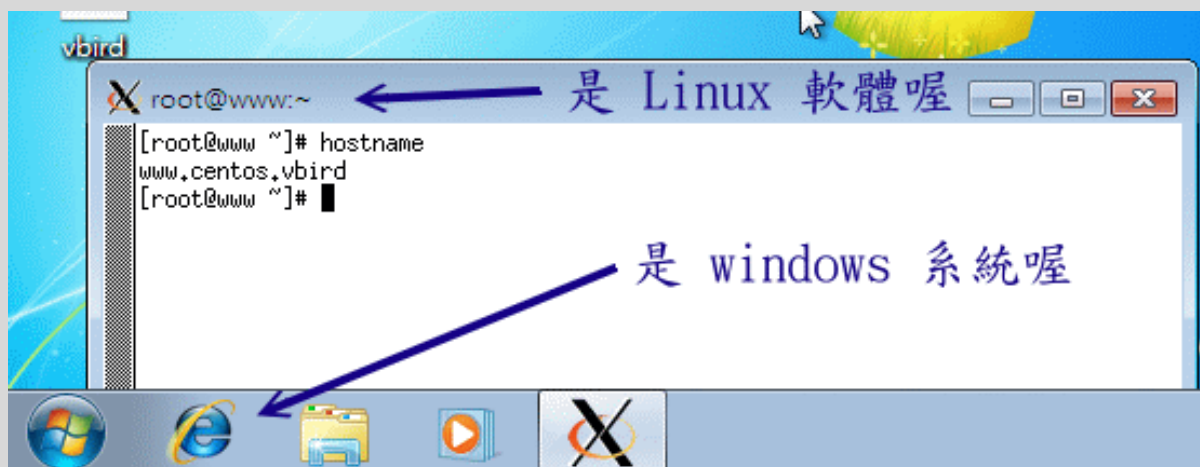 vbird
root@www:~
是 Linux 軟體喔
[root@www ~]# hostname
www.centos.vbird
[root@www ~]#
是 windows 系統喔